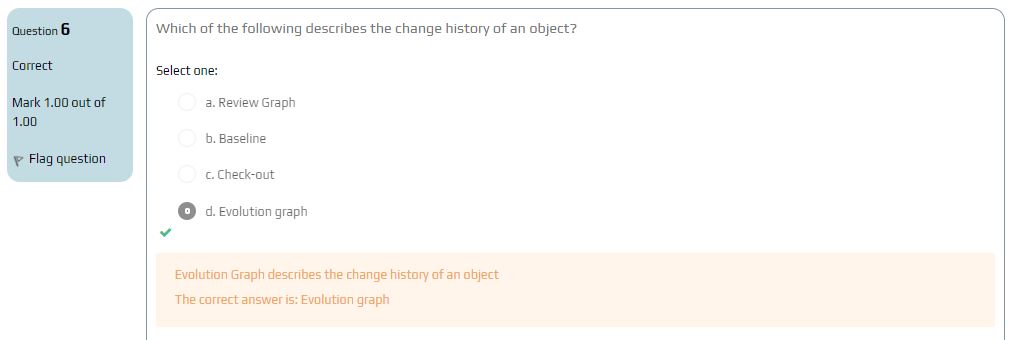 Question 6
Correct
Mark 1.00 out of
1.00
Flag question
Which of the following describes the change history of an object?
Select one:
a. Review Graph
b. Baseline
c. Check-out
d. Evolution graph
Evolution Graph describes the change history of an object
The correct answer is: Evolution graph